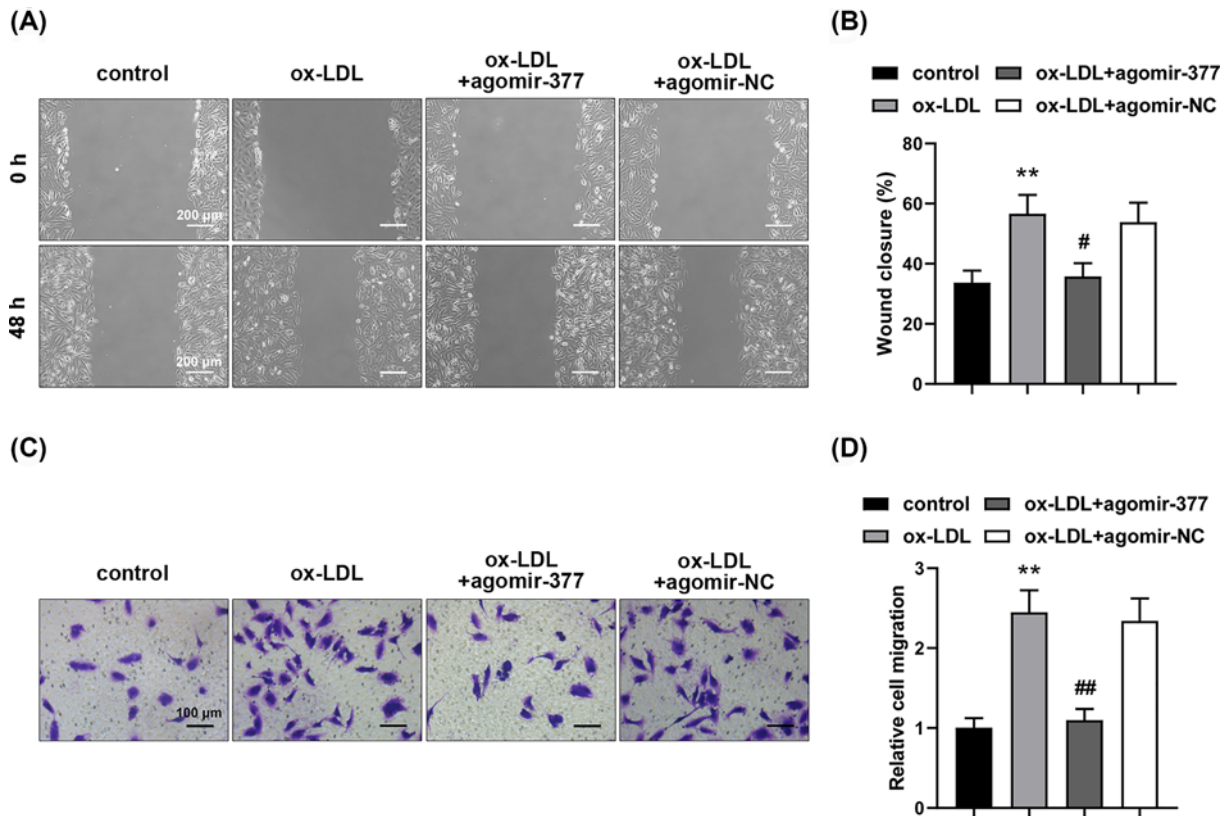 (A)
control
ox-LDL
ox-LDL
+agomir-377
ox-LDL
+agomir-NC
0 h
200 µm
48 h
200 µm
(B)
control
ox-LDL+agomir-377
ox-LDL
ox-LDL+agomir-NC
Wound closure (%)
80
60
40
20
0
**
#
(C)
control
ox-LDL
ox-LDL
+agomir-377
ox-LDL
+agomir-NC
100 µm
(D)
control
ox-LDL+agomir-377
ox-LDL
ox-LDL+agomir-NC
Relative cell migration
3
2
1
0
**
##